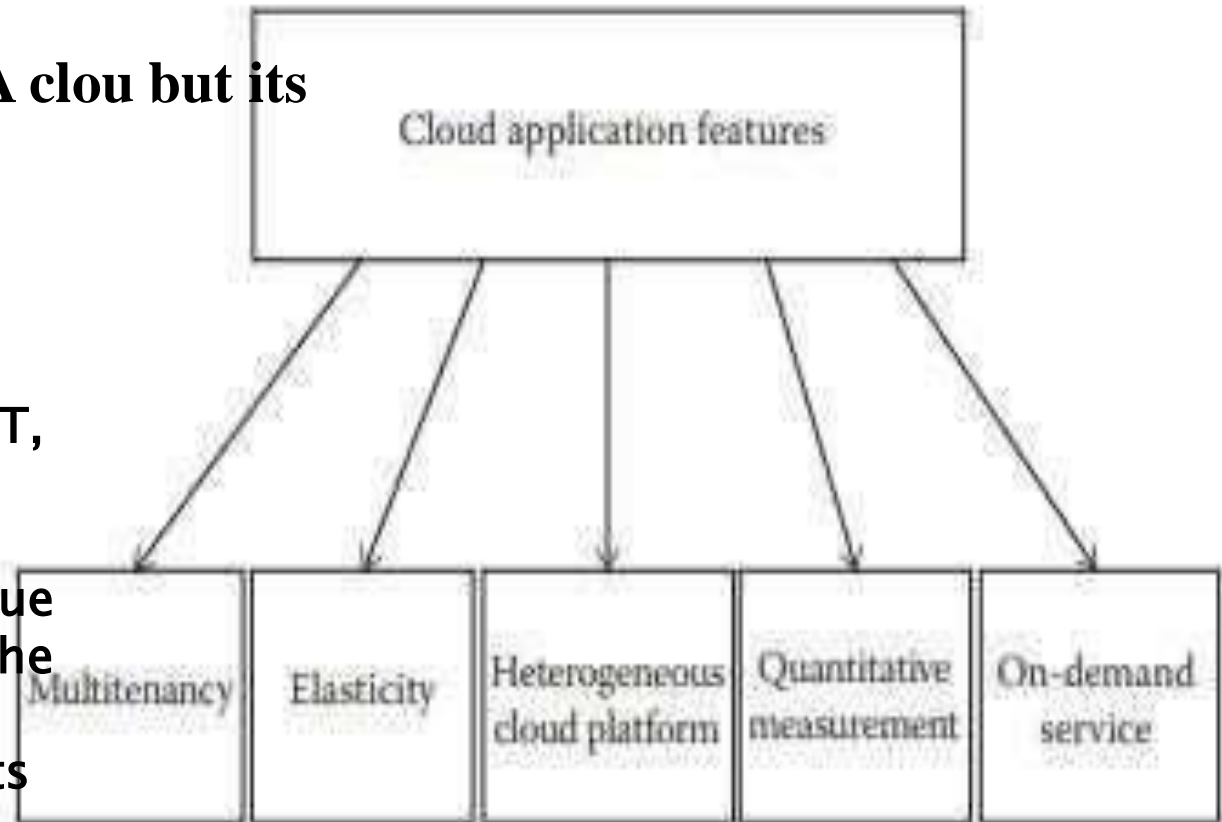 clou but its
Cloud application features
T,
ue
he
Multitenancy
Elasticity
Heterogeneous
cloud platform
Quantitative
measurement
On-demand
service
ts